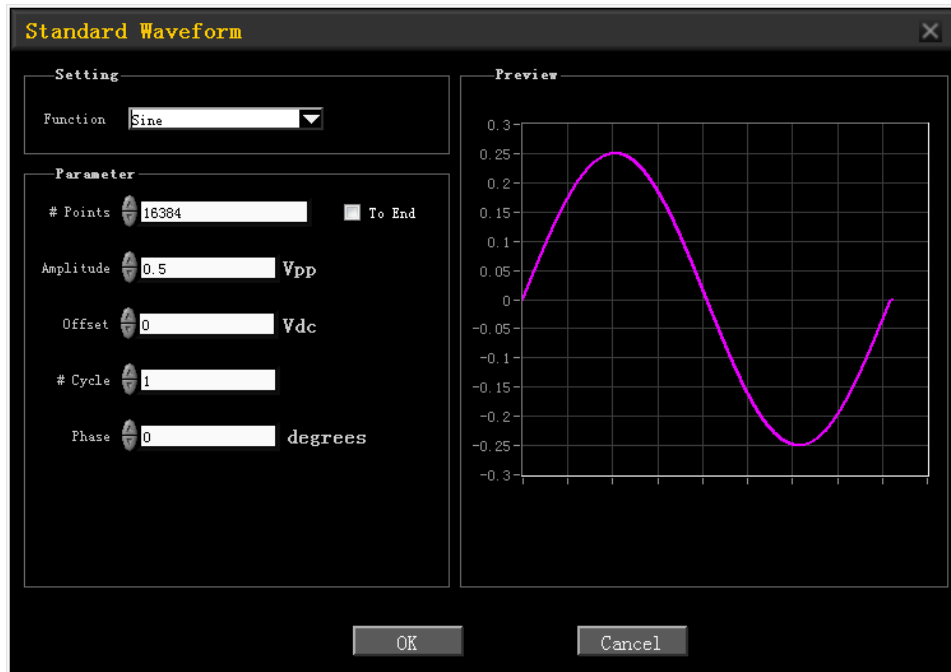 Standard Waveform
Setting
Function Sine
Parameter
# Points 16384 To End
Amplitude 0.5 Vpp
Offset 0 Vdc
# Cycle 1
Phase 0 degrees
Preview
0.3
0.25
0.2
0.15
0.1
0.05
0
-0.05
-0.1
-0.15
-0.2
-0.25
-0.3
OK Cancel